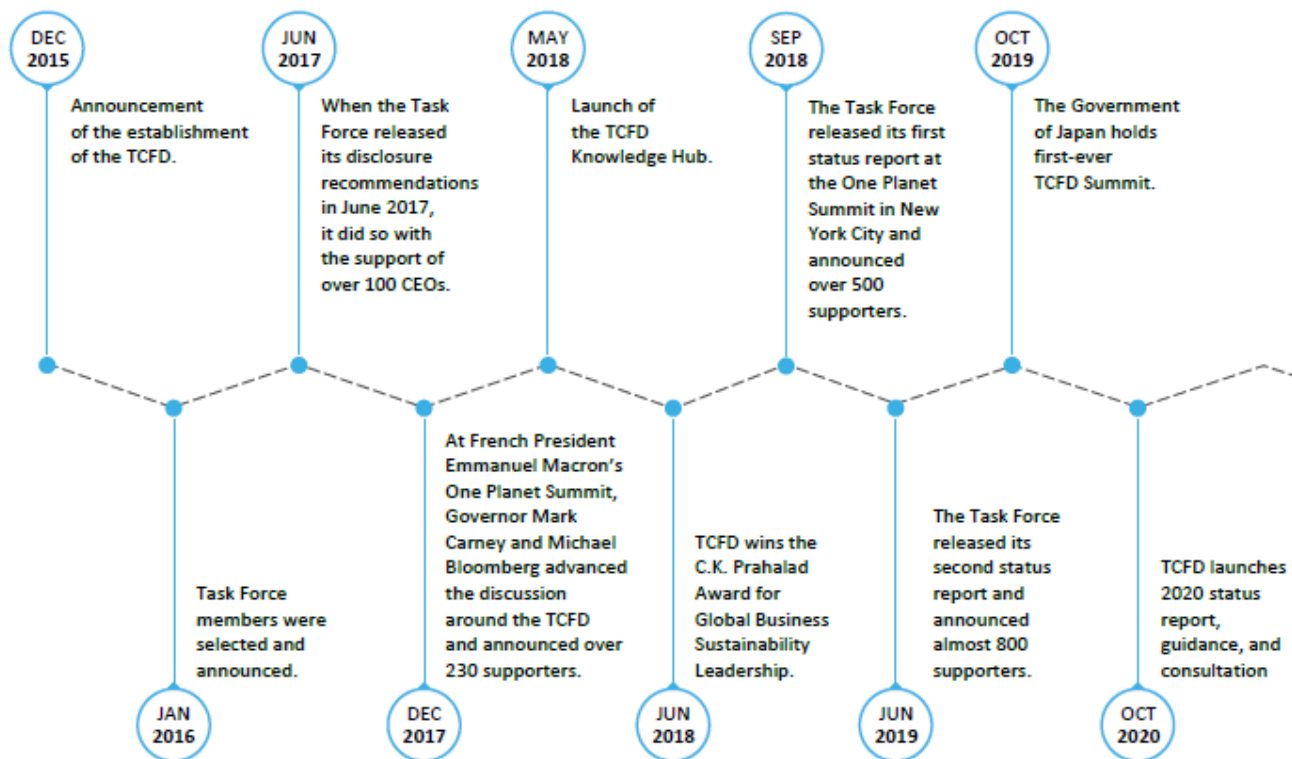 DEC
2015
Announcement
of the establishment
of the TCFD.
JAN
2016
Task Force
members were
selected and
announced.
JUN
2017
When the Task
Force released
its disclosure
recommendations
in June 2017,
it did so with
the support of
over 100 CEOs.
DEC
2017
At French President
Emmanuel Macron’s
One Planet Summit,
Governor Mark
Carney and Michael
Bloomberg advanced
the discussion
around the TCFD
and announced over
230 supporters.
MAY
2018
Launch of
the TCFD
Knowledge Hub.
JUN
2018
TCFD wins the
C.K. Prahalad
Award for
Global Business
Sustainability
Leadership.
SEP
2018
The Task Force
released its first
status report at
the One Planet
Summit in New
York City and
announced
over 500
supporters.
JUN
2019
The Task Force
released its
second status
report and
announced
almost 800
supporters.
OCT
2019
The Government
of Japan holds
first-ever
TCFD Summit.
OCT
2020
TCFD launches
2020 status
report,
guidance, and
consultation